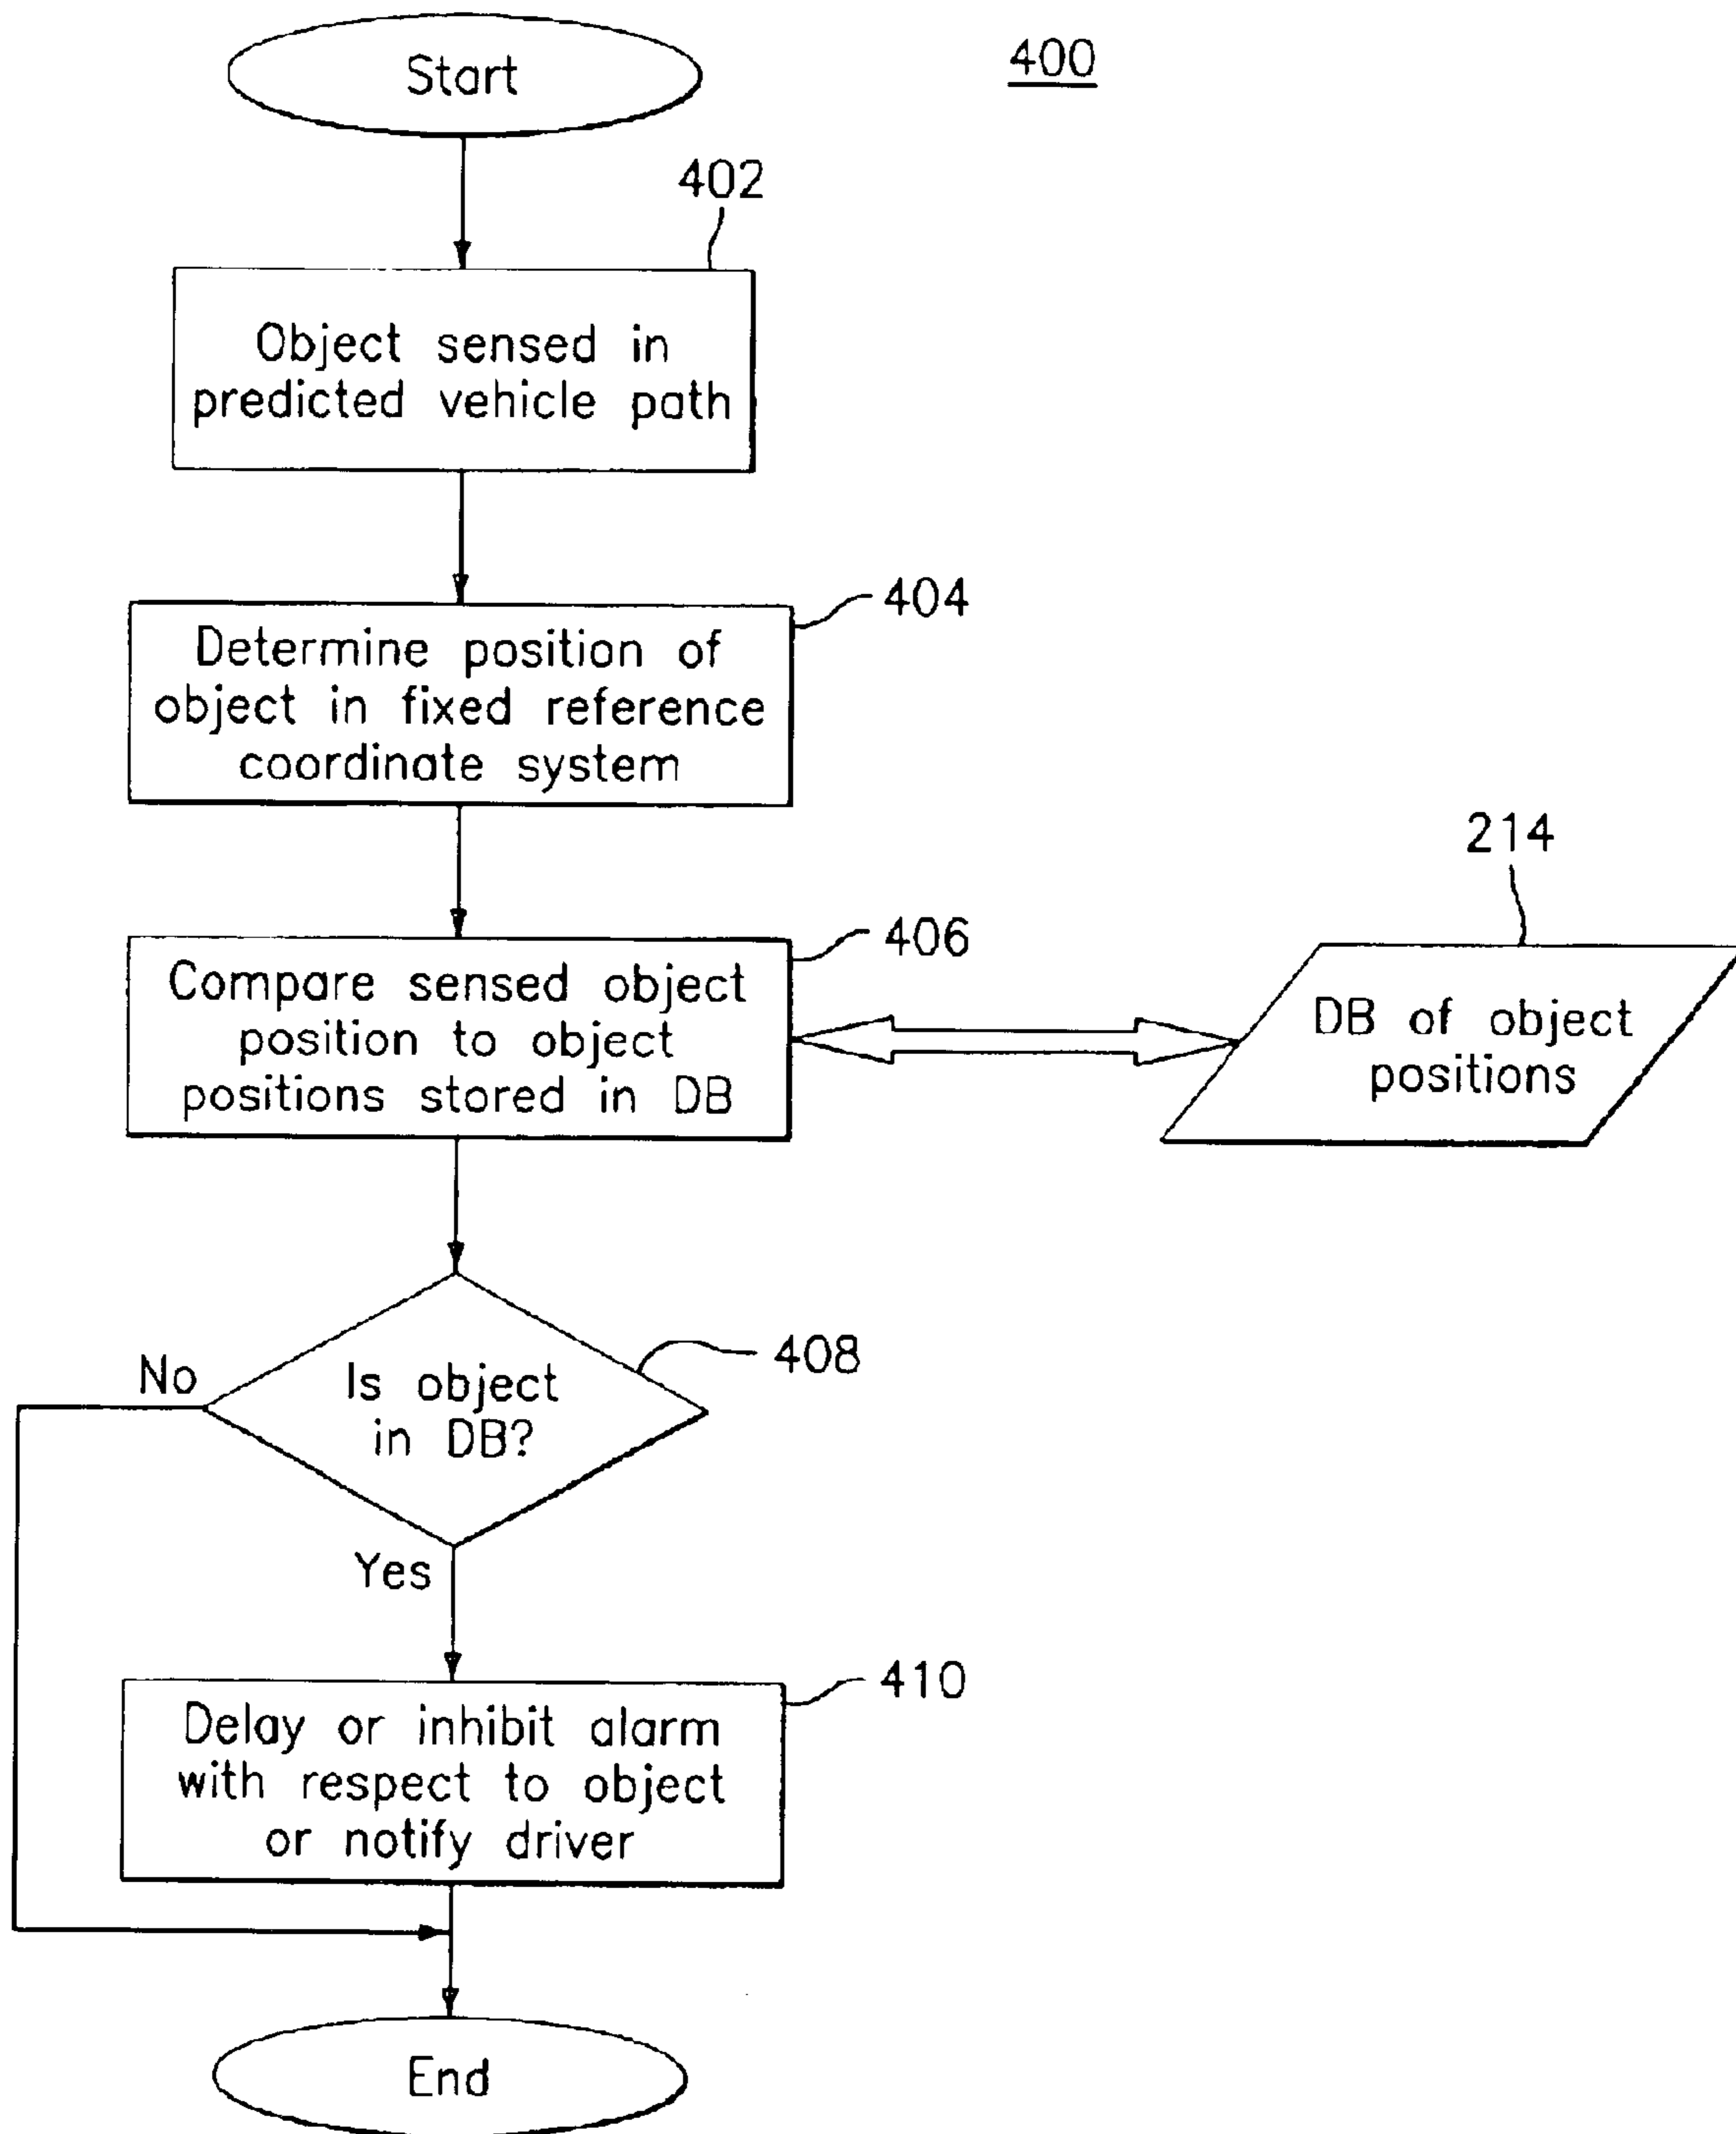 Start
400
402
Object sensed in
predicted vehicle path
404
Determine position of
object in fixed reference
coordinate system
406
Compare sensed object
position to object
positions stored in DB
214
DB of object
positions
408
No
Is object
in DB?
Yes
410
Delay or inhibit alarm
with respect to object
or notify driver
End